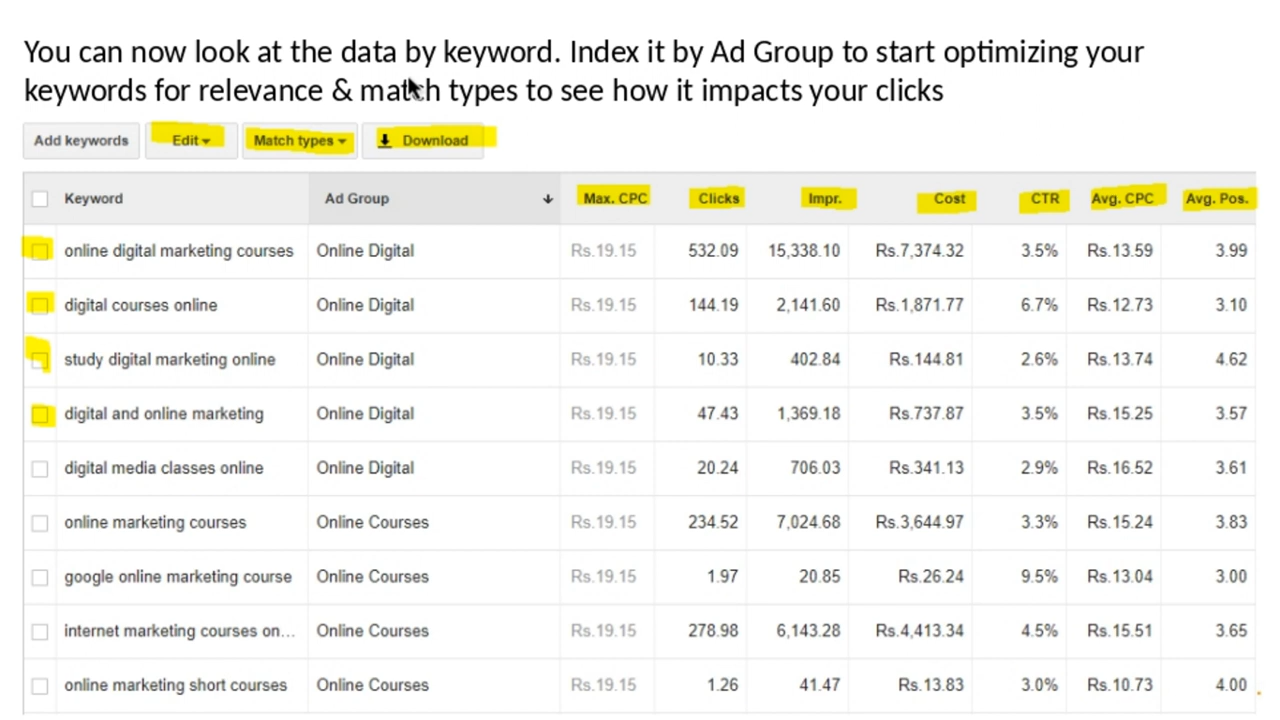 You can now look at the data by keyword. Index it by Ad Group to start optimizing your
keywords for relevance & match types to see how it impacts your clicks
Add keywords Edit Match types Download
Keyword Ad Group Max. CPC Clicks Impr. Cost CTR Avg. CPC Avg. Pos.
online digital marketing courses Online Digital Rs.19.15 532.09 15,338.10 Rs.7,374.32 3.5% Rs.13.59 3.99
digital courses online Online Digital Rs.19.15 144.19 2,141.60 Rs.1,871.77 6.7% Rs.12.73 3.10
study digital marketing online Online Digital Rs.19.15 10.33 402.84 Rs.144.81 2.6% Rs.13.74 4.62
digital and online marketing Online Digital Rs.19.15 47.43 1,369.18 Rs.737.87 3.5% Rs.15.25 3.57
digital media classes online Online Digital Rs.19.15 20.24 706.03 Rs.341.13 2.9% Rs.16.52 3.61
online marketing courses Online Courses Rs.19.15 234.52 7,024.68 Rs.3,644.97 3.3% Rs.15.24 3.83
google online marketing course Online Courses Rs.19.15 1.97 20.85 Rs.26.24 9.5% Rs.13.04 3.00
internet marketing courses on... Online Courses Rs.19.15 278.98 6,143.28 Rs.4,413.34 4.5% Rs.15.51 3.65
online marketing short courses Online Courses Rs.19.15 1.26 41.47 Rs.13.83 3.0% Rs.10.73 4.00